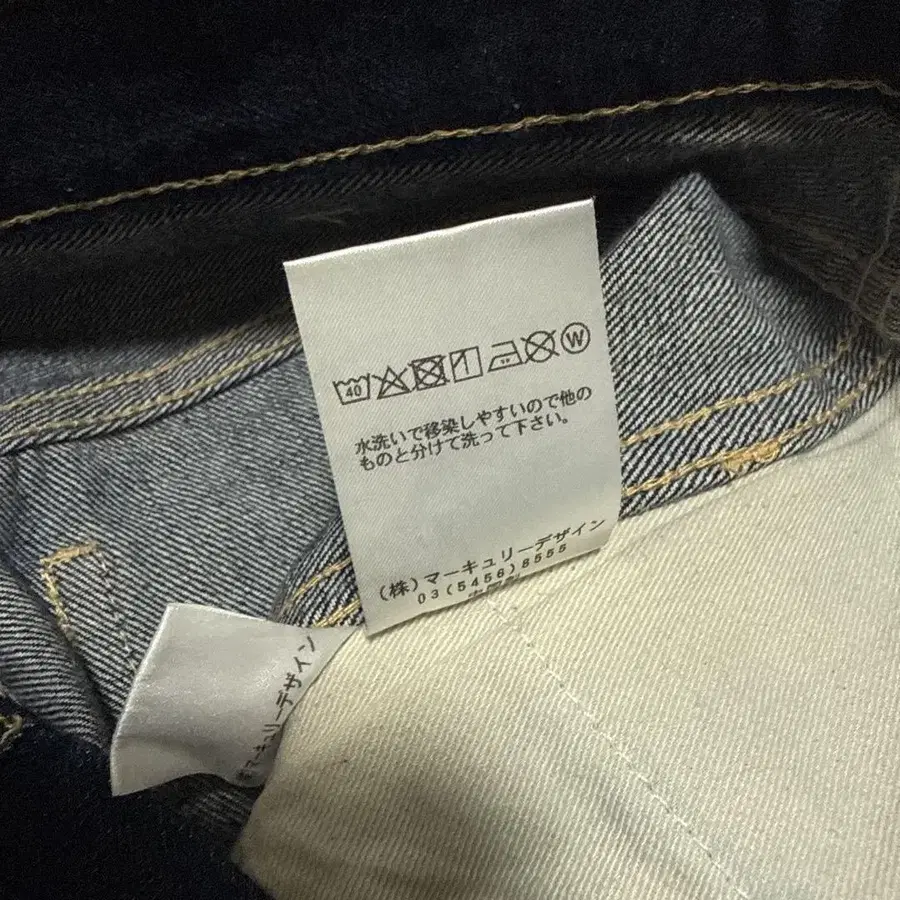 40 W
水洗いで移染しやすいので他の
ものと分けて洗って下さい。
(株)マーキュリーデザイン
03(5456)8555
マーキュリーデザイン